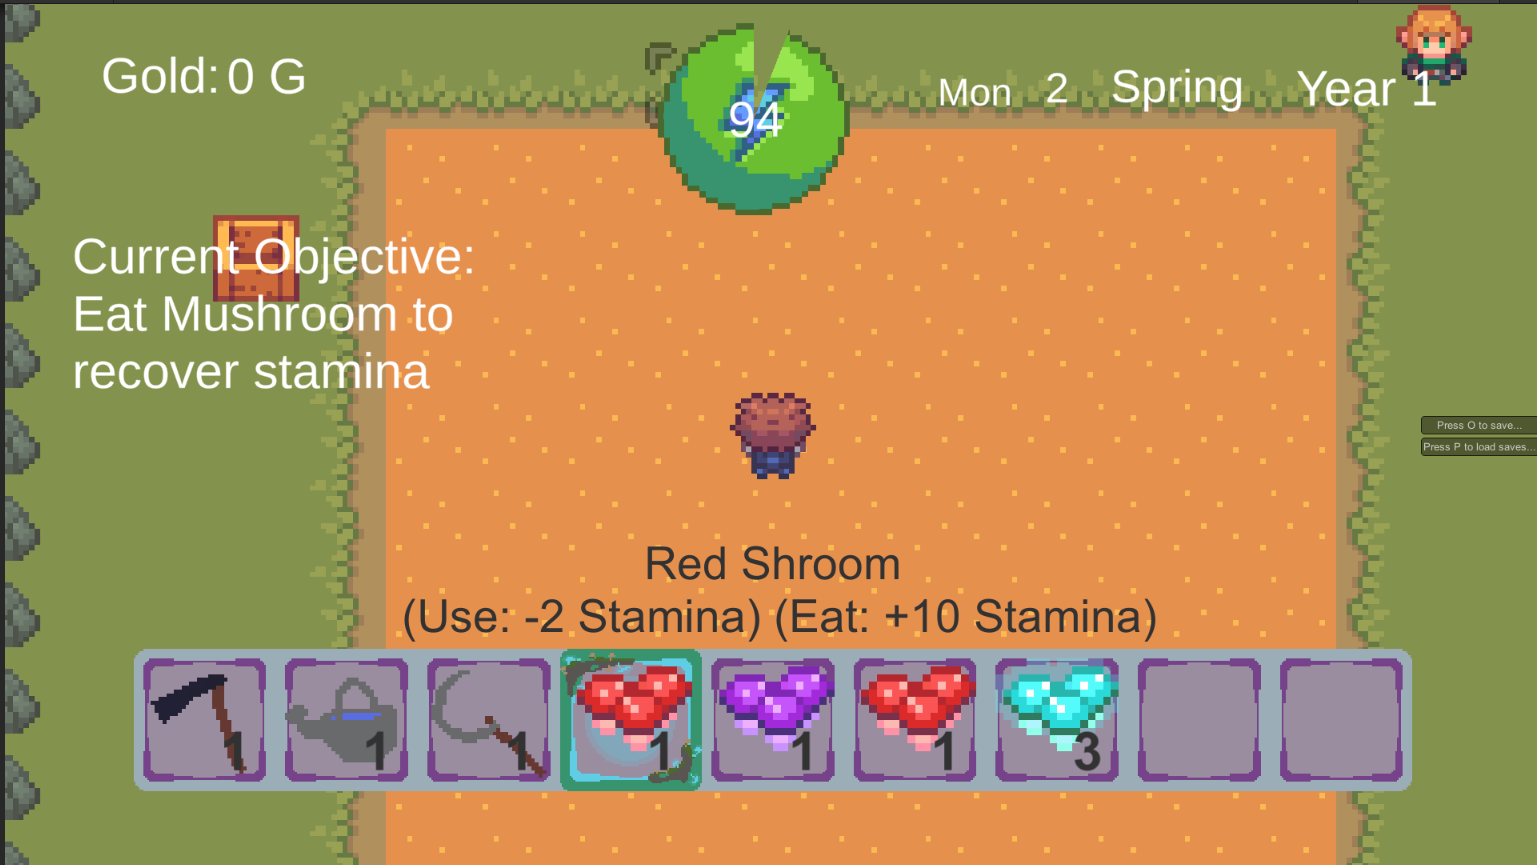 Gold: 0 G
94
Mon 2 Spring Year 1
Current Objective:
Eat Mushroom to
recover stamina
Press O to save...
Press P to load saves...
Red Shroom
(Use: -2 Stamina) (Eat: +10 Stamina)
1 1 1 1 1 1 3